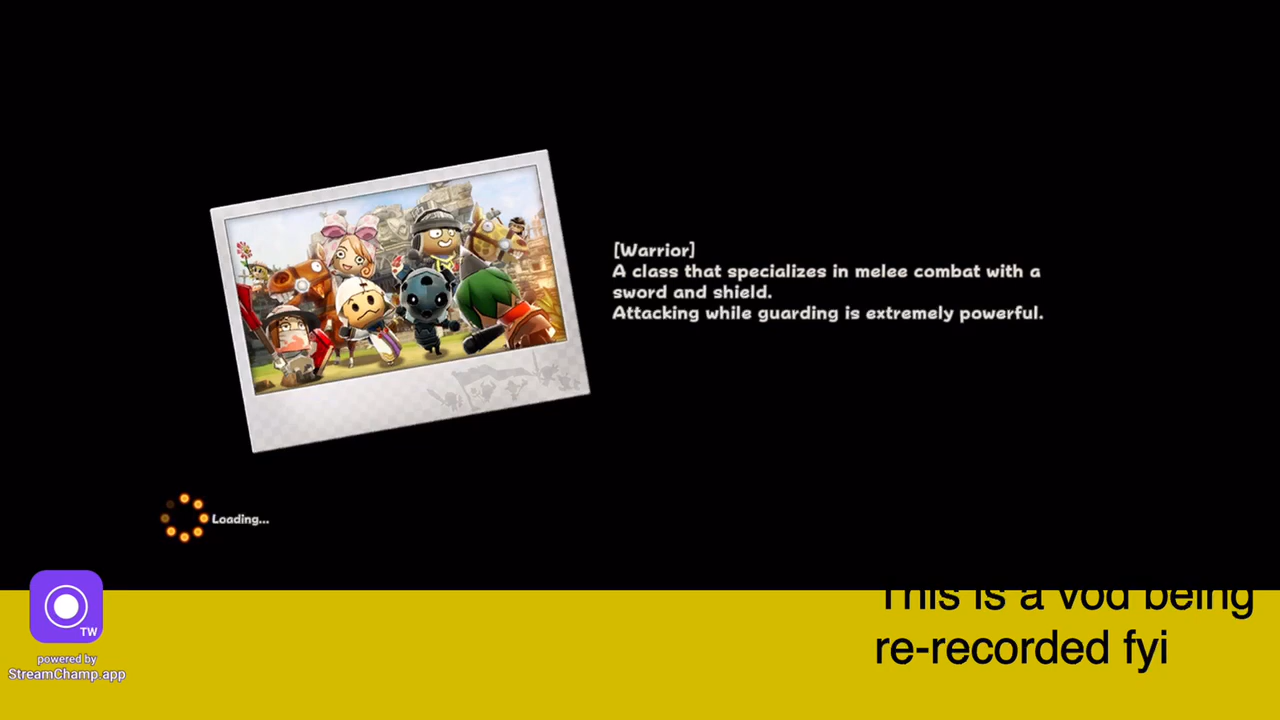 [Warrior]
A class that specializes in melee combat with a
sword and shield.
Attacking while guarding is extremely powerful.
Loading...
TW
powered by
StreamChamp.app
This is a vod being
re-recorded fyi